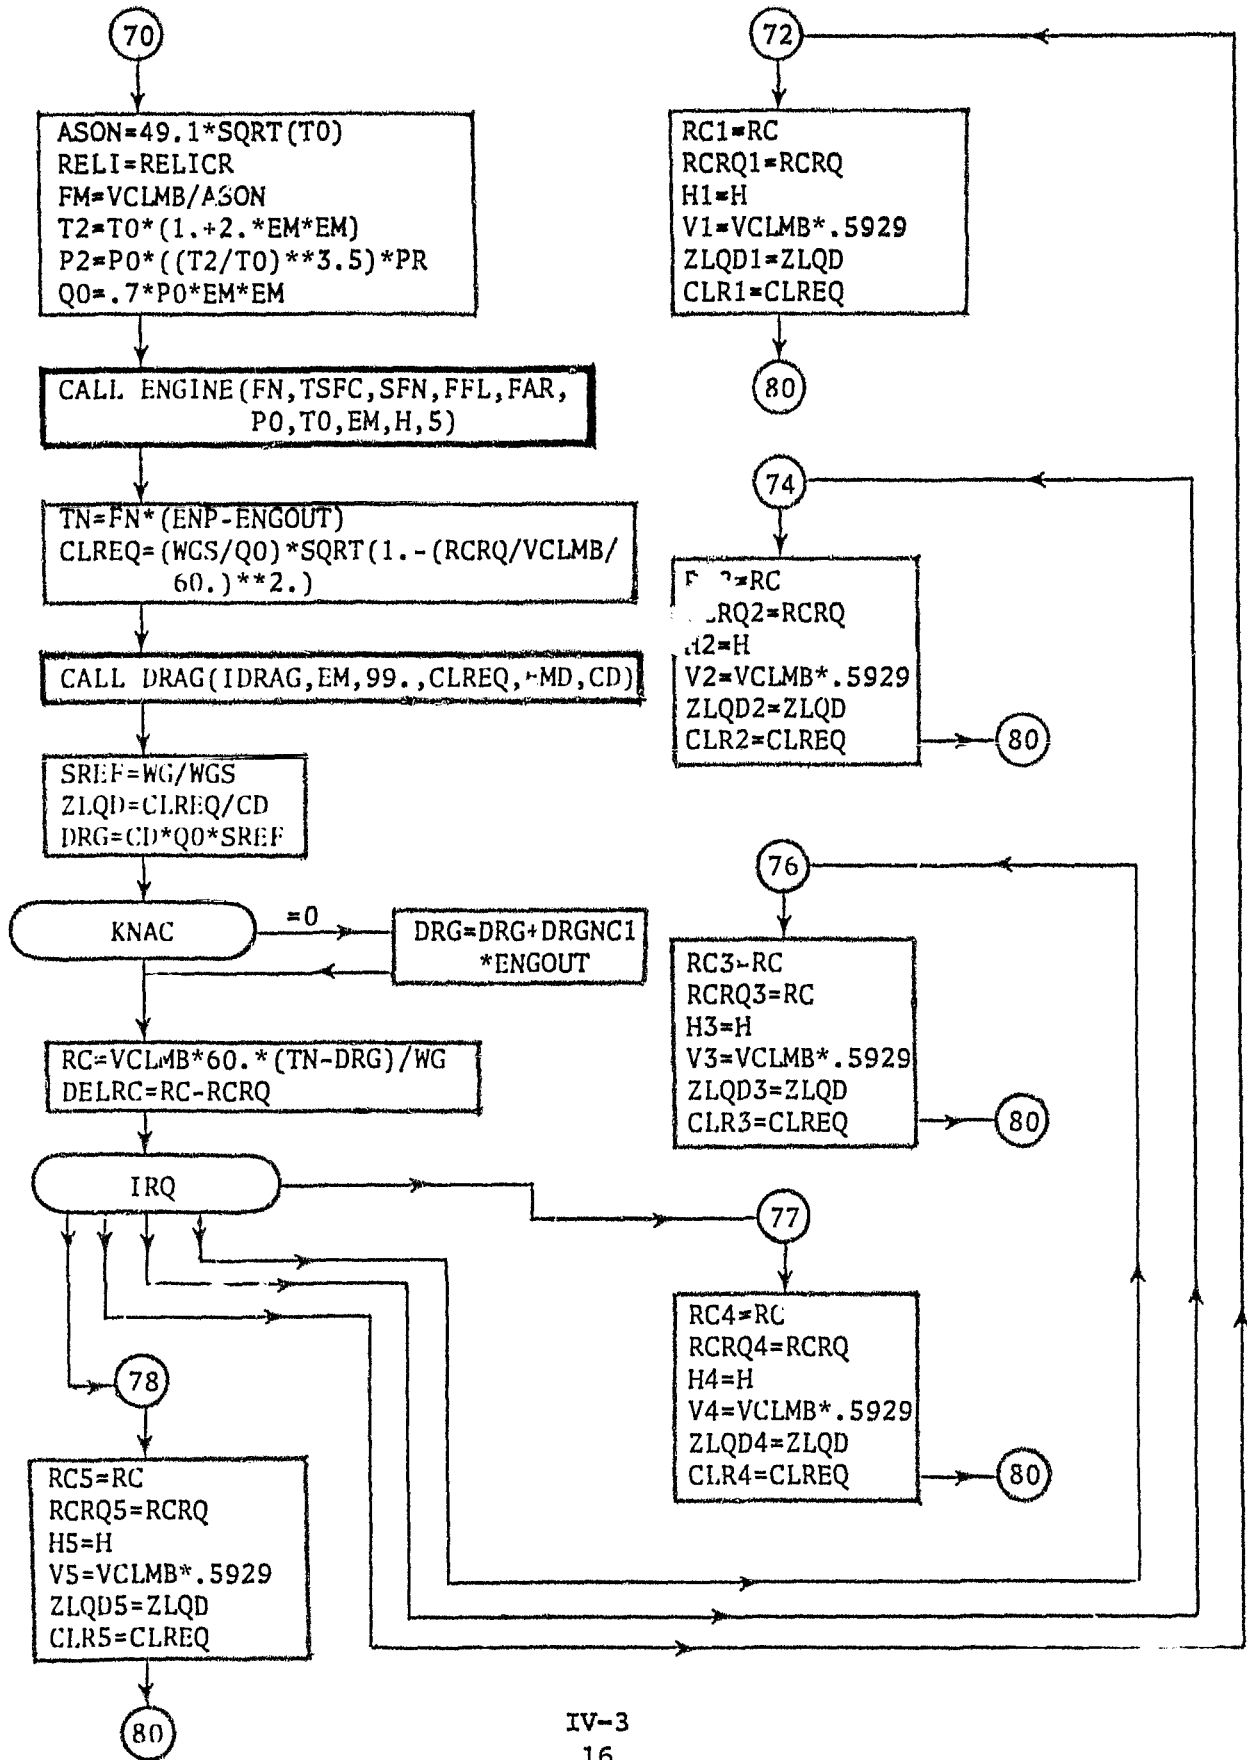 70
ASON=49.1*SQRT(T0)
RELI=RELICR
FM=VCLMB/ASON
T2=T0*(1.+2.*EM*EM)
P2=P0*((T2/T0)**3.5)*PR
Q0=.7*P0*EM*EM
CALL ENGINE(FN,TSFC,SFN,FFL,FAR,
P0,T0,EM,H,5)
TN=FN*(ENP-ENGOUT)
CLREQ=(WGS/Q0)*SQRT(1.-(RCRQ/VCLMB/
60.)**2.)
CALL DRAG(IDRAG,EM,99.,CLREQ,-MD,CD)
SREF=WG/WGS
ZLQD=CLREQ/CD
DRG=CD*Q0*SREF
KNAC
=0
DRG=DRG+DRGNC1
*ENGOUT
RC=VCLMB*60.*(TN-DRG)/WG
DELRC=RC-RCRQ
IRQ
78
RC5=RC
RCRQ5=RCRQ
H5=H
V5=VCLMB*.5929
ZLQD5=ZLQD
CLR5=CLREQ
80
72
RC1=RC
RCRQ1=RCRQ
H1=H
V1=VCLMB*.5929
ZLQD1=ZLQD
CLR1=CLREQ
80
74
=RC
RQ2=RCRQ
H2=H
V2=VCLMB*.5929
ZLQD2=ZLQD
CLR2=CLREQ
80
76
RC3-RC
RCRQ3=RC
H3=H
V3=VCLMB*.5929
ZLQD3=ZLQD
CLR3=CLREQ
80
77
RC4=RC
RCRQ4=RCRQ
H4=H
V4=VCLMB*.5929
ZLQD4=ZLQD
CLR4=CLREQ
80
IV-3
16